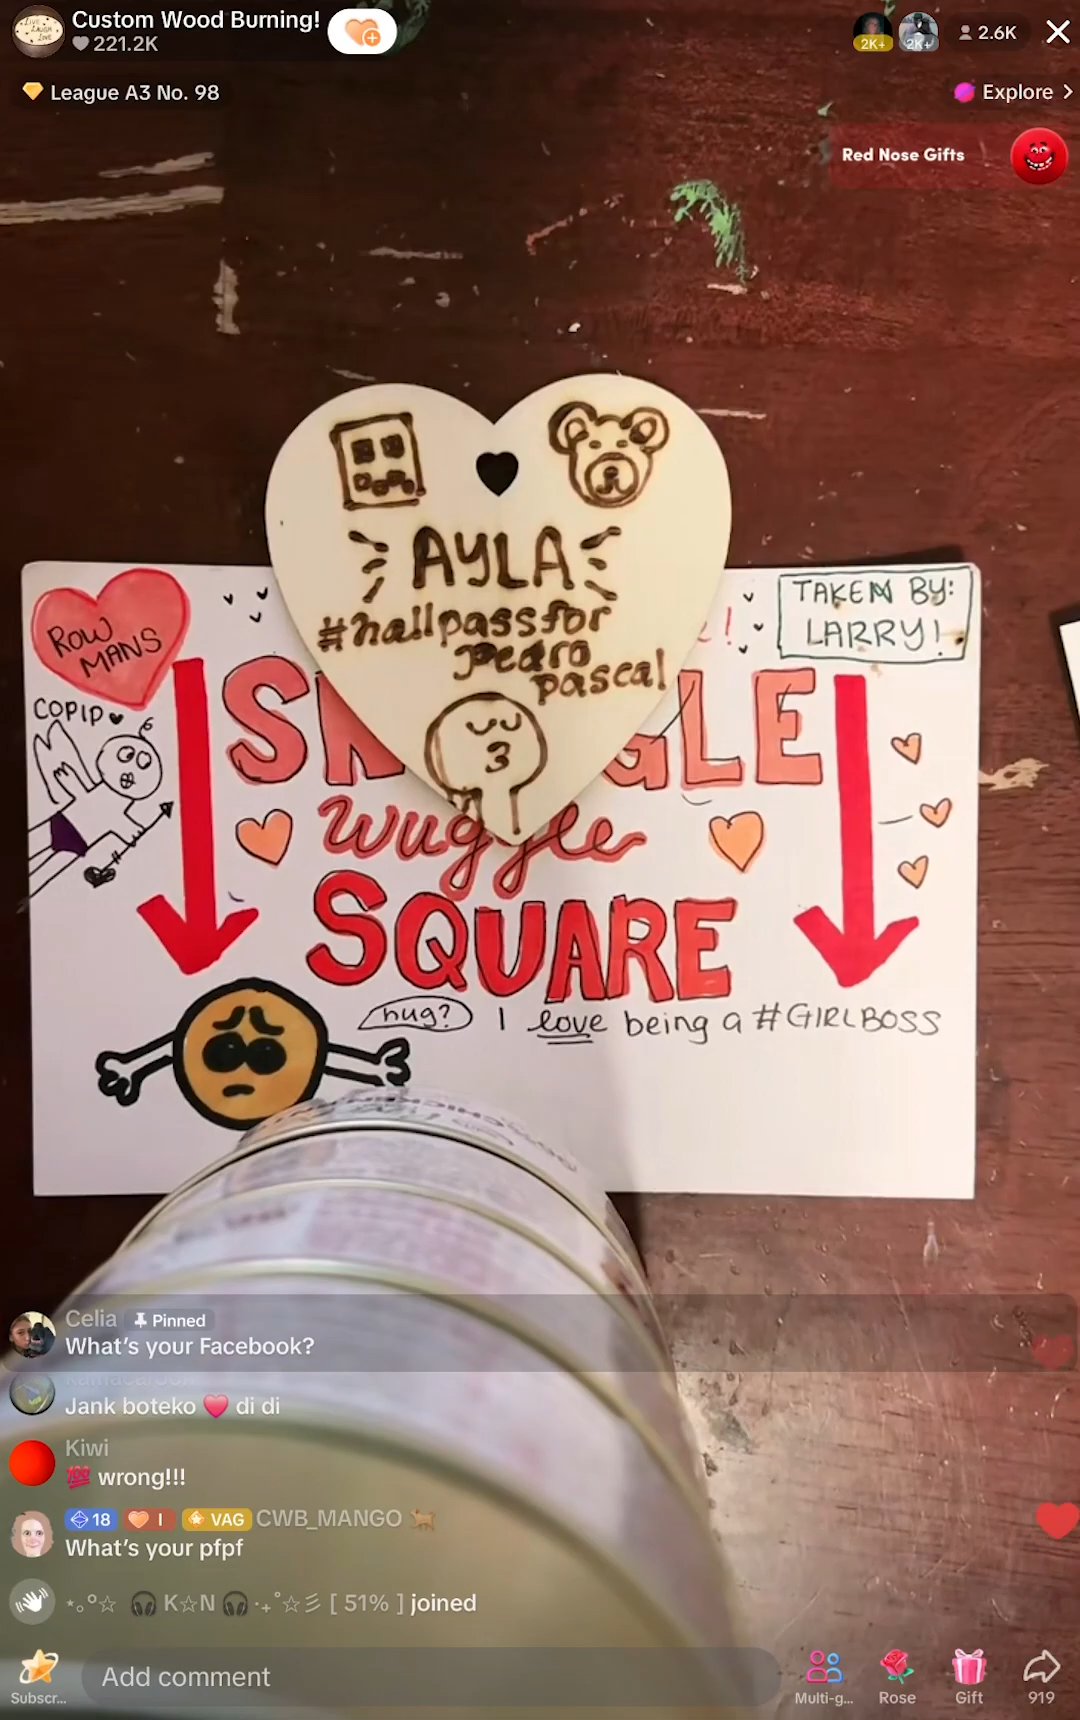 Custom Wood Burning!
221.2K
2K+
2K+
2.6K
League A3 No. 98
Explore
Red Nose Gifts
AYLA
#hallpassfor
pedro
pascal
3
ROW
MANS
COPID
TAKEN BY:
LARRY!
wuggle
SQUARE
hug? I love being a #GIRLBOSS
Celia Pinned
What's your Facebook?
Jank boteko ❤️ di di
Kiwi
💯 wrong!!!
18 I VAG CWB_MANGO 🐕
What's your pfpf
⋆｡°☆ 🎧 K☆N 🎧 ‧₊˚☆彡 [ 51% ] joined
Add comment
Subscr...
Multi-g...
Rose
Gift
919